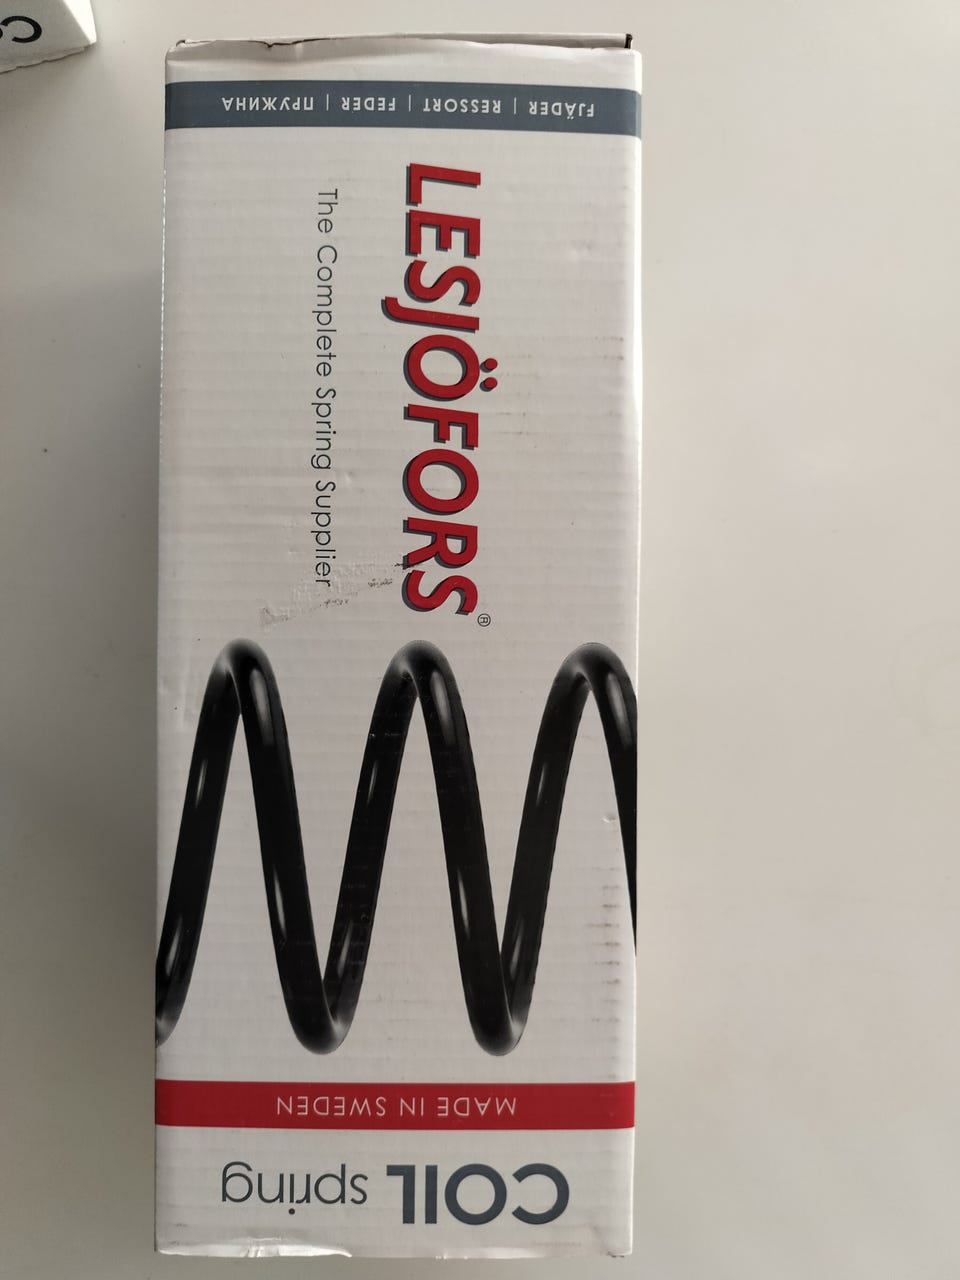 COIL spring
MADE IN SWEDEN
LESJÖFORS®
The Complete Spring Supplier
FJÄDER | RESSORT | FEDER | ПРУЖИНА